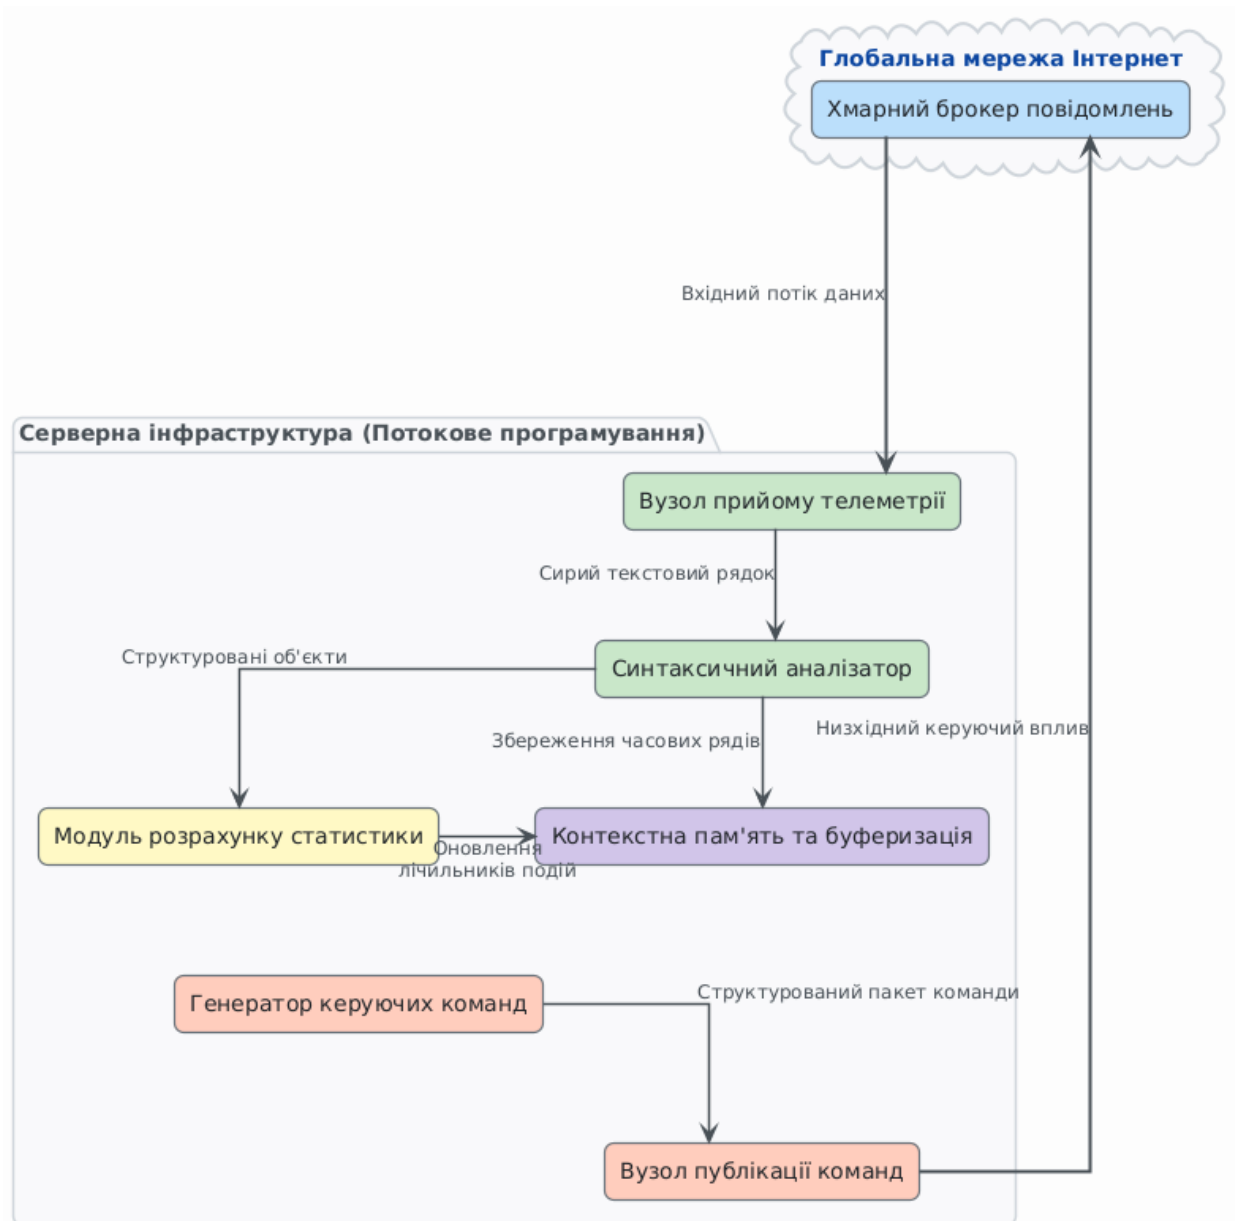 Глобальна мережа Інтернет
Хмарний брокер повідомлень
Вхідний потік даних
Серверна інфраструктура (Потокове програмування)
Вузол прийому телеметрії
Сирий текстовий рядок
Структуровані об'єкти
Синтаксичний аналізатор
Збереження часових рядів
Низхідний керуючий вплив
Модуль розрахунку статистики
Оновлення
лічильників подій
Контекстна пам'ять та буферизація
Генератор керуючих команд
Структурований пакет команди
Вузол публікації команд